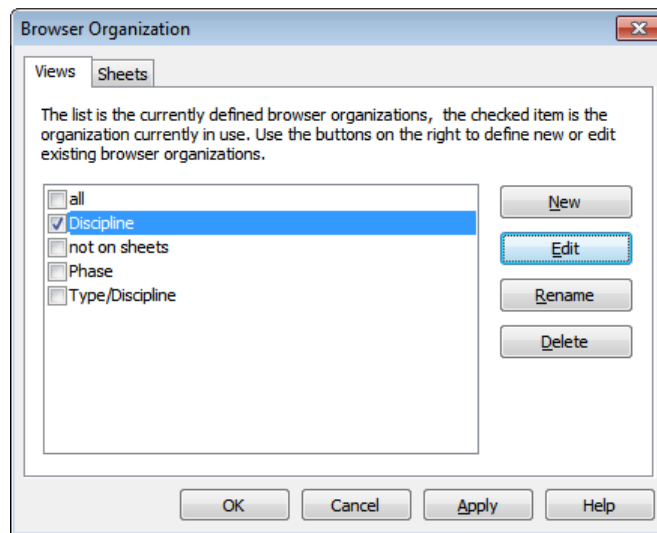 Browser Organization
Views
Sheets
The list is the currently defined browser organizations,  the checked item is the
organization currently in use. Use the buttons on the right to define new or edit
existing browser organizations.
all
Discipline
not on sheets
Phase
Type/Discipline
New
Edit
Rename
Delete
OK
Cancel
Apply
Help